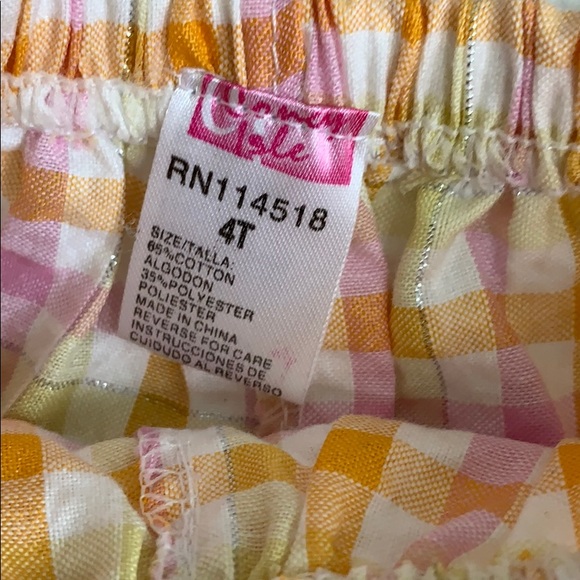 RN114518
4T
SIZE/TALLA:
65%COTTON
ALGODON
35%POLYESTER
POLIESTER
MADE IN CHINA
REVERSE FOR CARE
INSTRUCCIONES DE
CUIDUDO AL REVERSO